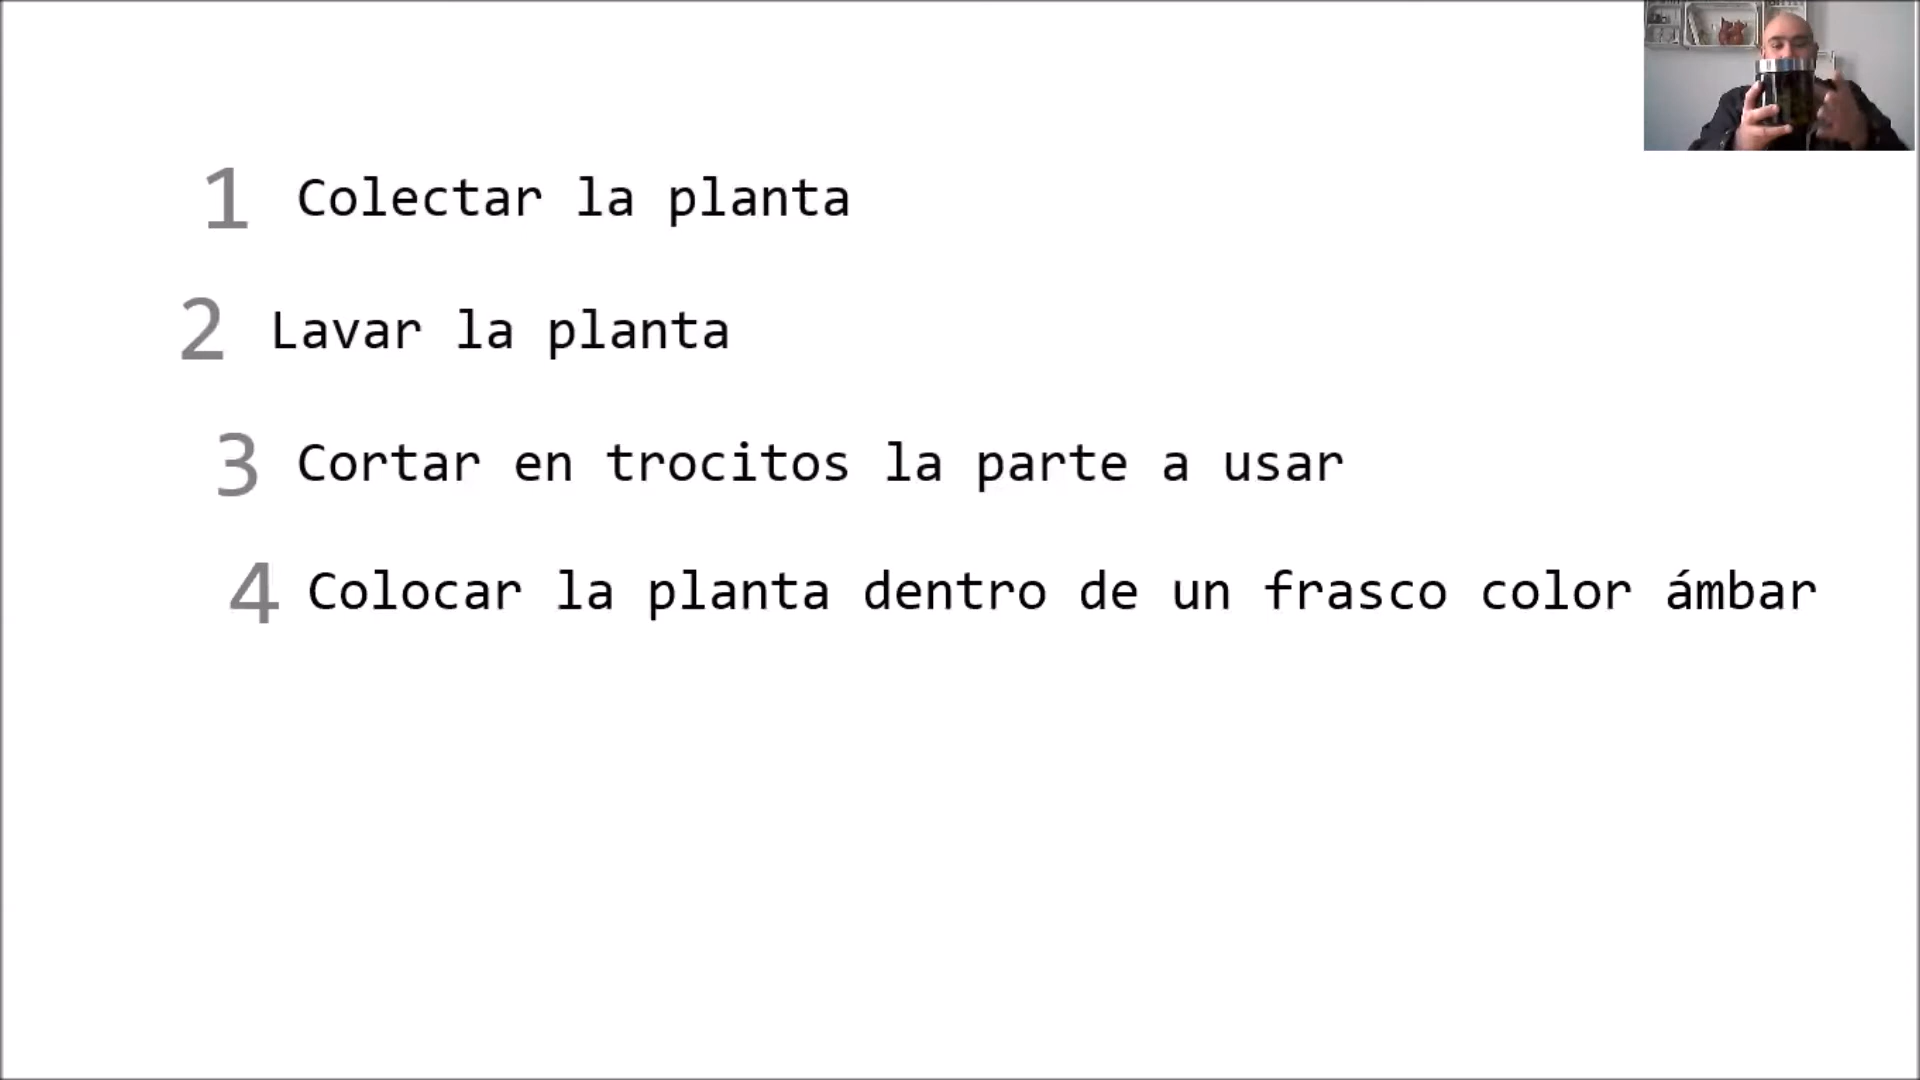 1 Colectar la planta
2 Lavar la planta
3 Cortar en trocitos la parte a usar
4 Colocar la planta dentro de un frasco color ámbar